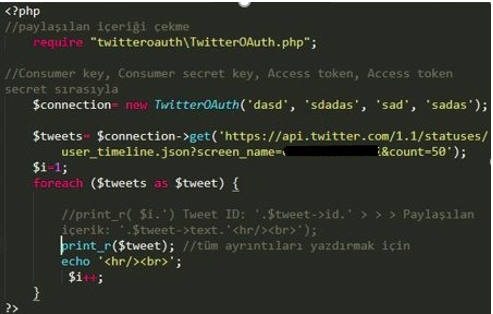 <?php
//paylaşılan içeriği çekme
require "twitteroauth\TwitterOAuth.php";
//Consumer key, Consumer secret key, Access token, Access token
secret sırasıyla
$connection= new TwitterOAuth('dasd', 'sdadas', 'sad', 'sadas');
$tweets= $connection->get('https://api.twitter.com/1.1/statuses/
user_timeline.json?screen_name= &count=50');
$i=1;
foreach ($tweets as $tweet) {
//print_r( $i.') Tweet ID: '.$tweet->id.' > > > Paylaşılan
içerik: '.$tweet->text.'<hr/><br>');
print_r($tweet); //tüm ayrıntıları yazdırmak için
echo '<hr/><br>';
$i++;
}
?>